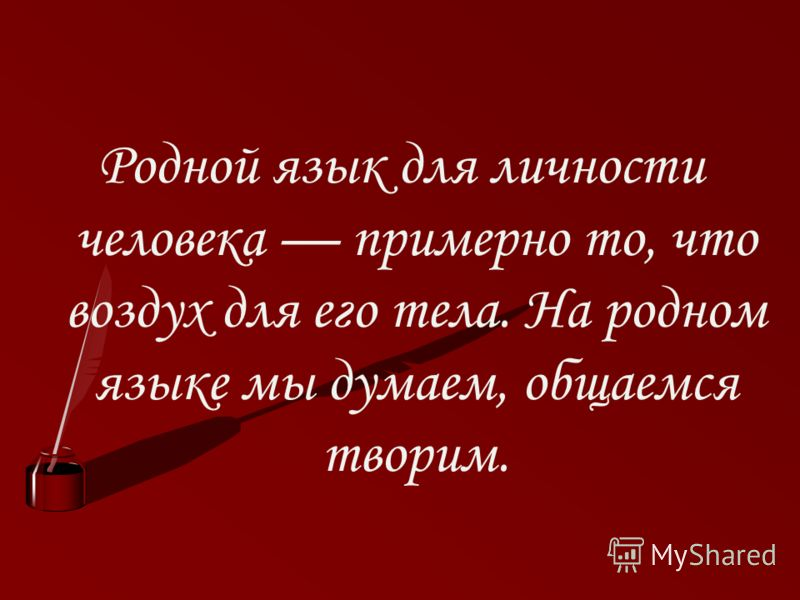 Родной язык для личности
человека — примерно то, что
воздух для его тела. На родном
языке мы думаем, общаемся
творим.
MyShared